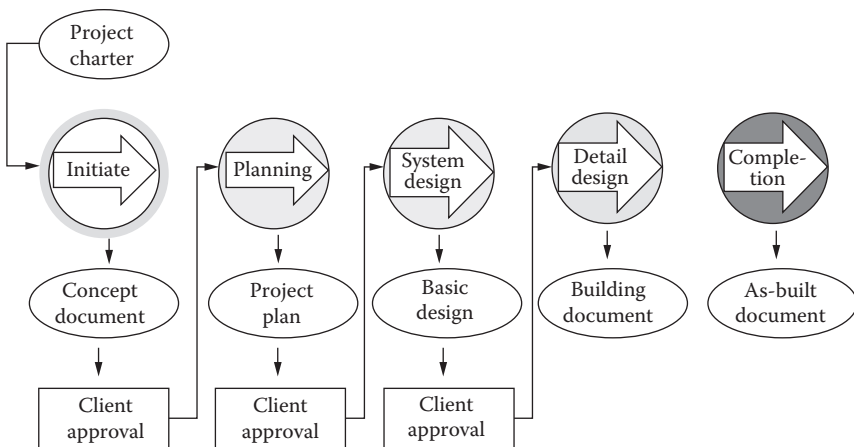 Project
charter
Initiate
Planning
System
design
Detail
design
Comple-
tion
Concept
document
Project
plan
Basic
design
Building
document
As-built
document
Client
approval
Client
approval
Client
approval